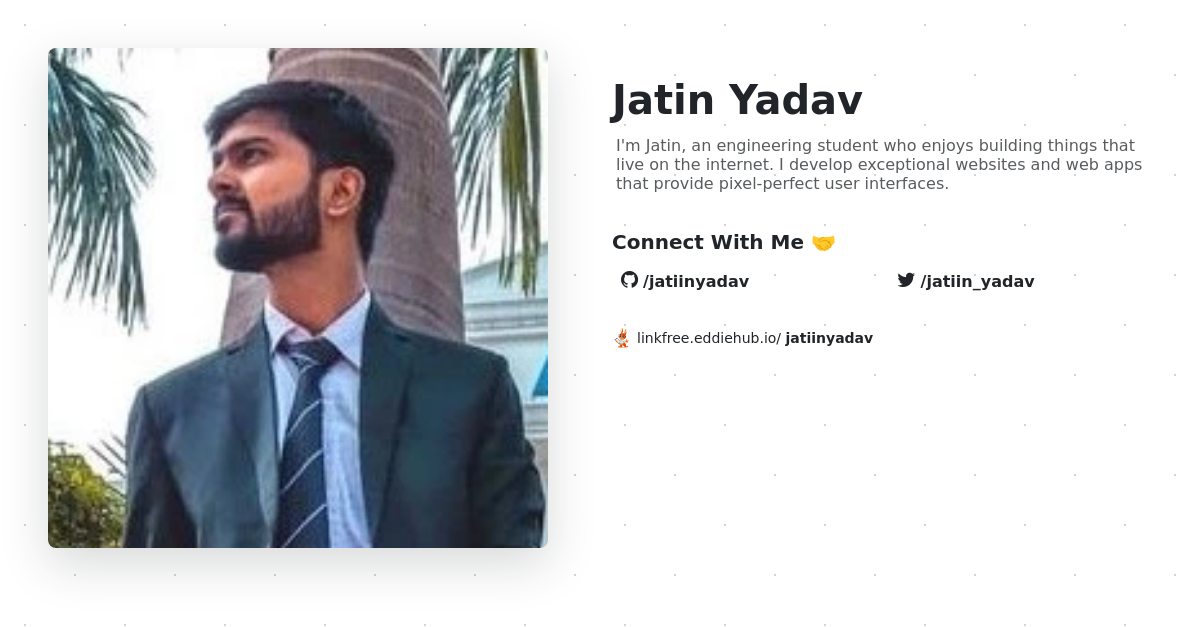 Jatin Yadav
I'm Jatin, an engineering student who enjoys building things that
live on the internet. I develop exceptional websites and web apps
that provide pixel-perfect user interfaces.
Connect With Me 🤝
/jatiinyadav
/jatiin_yadav
linkfree.eddiehub.io/ jatiinyadav